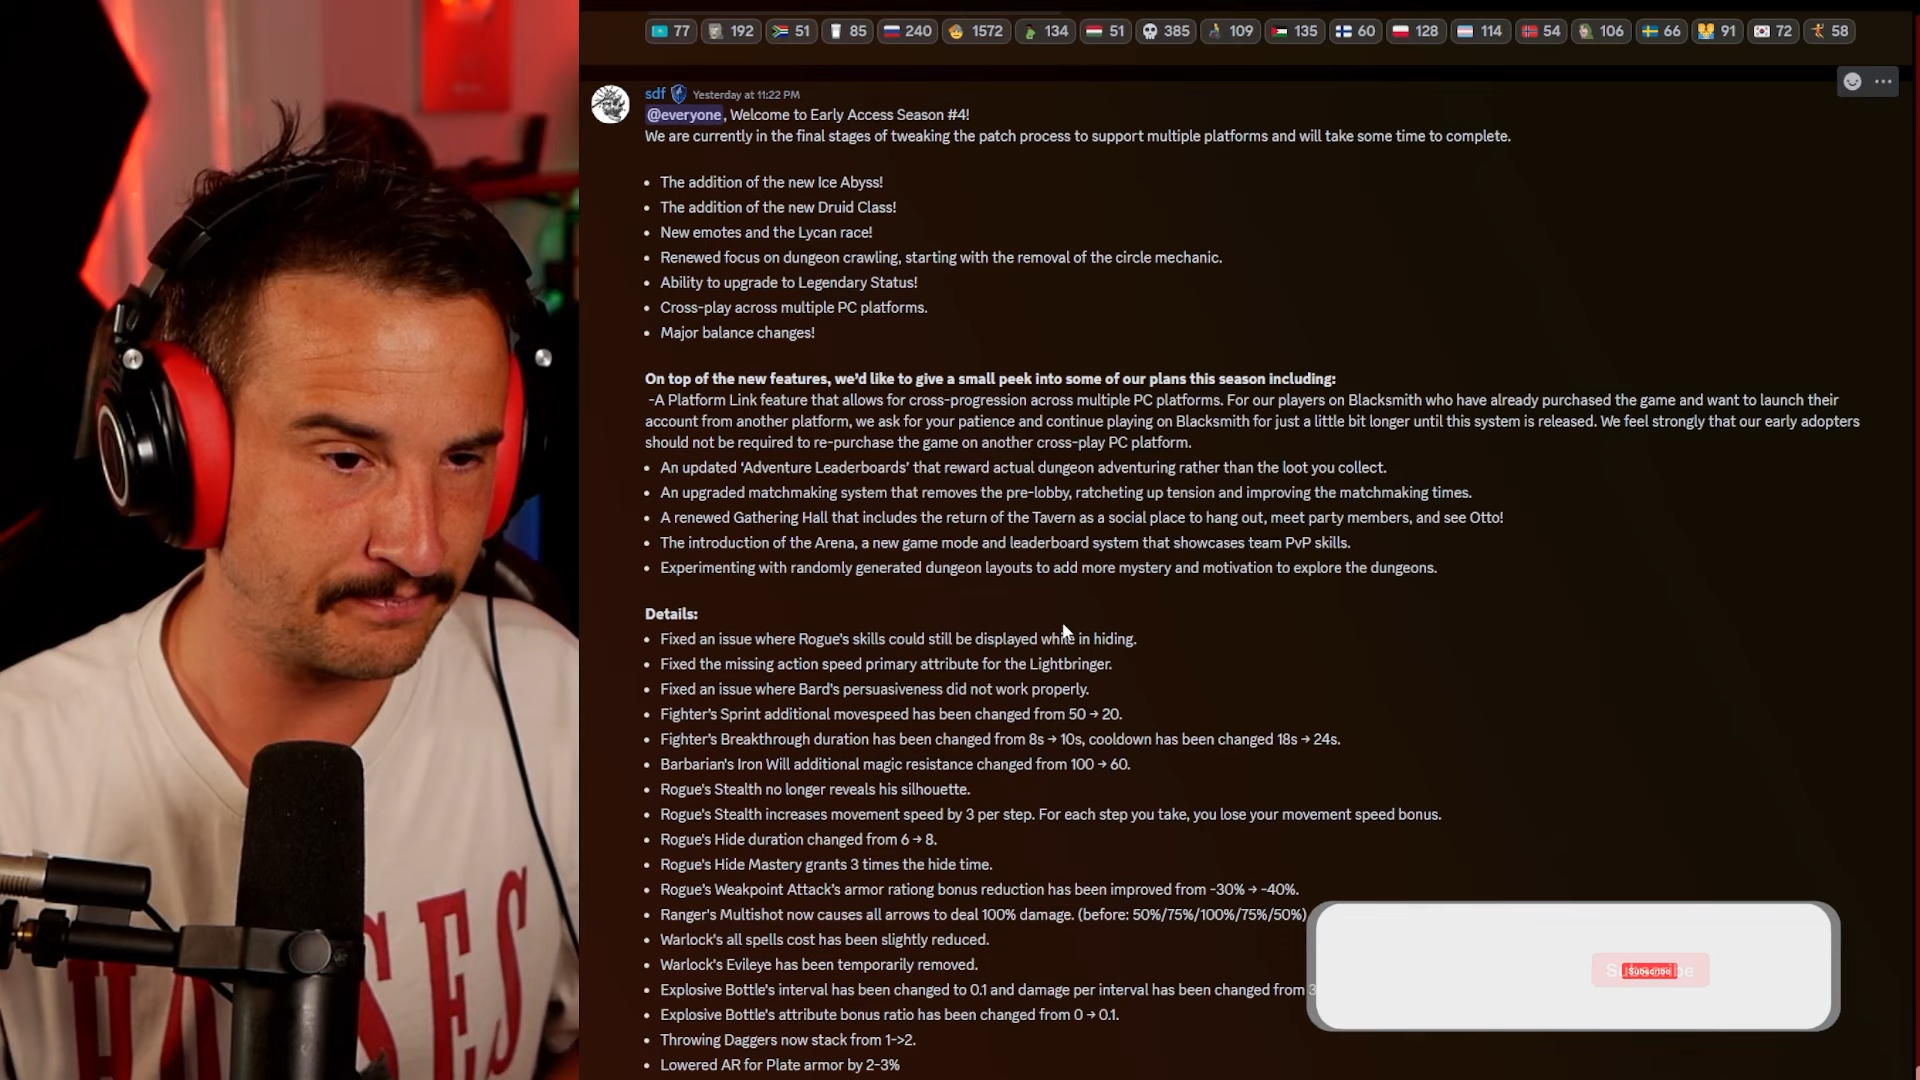 77 192 51 85 240 1572 134 51 385 109 135 60 128 114 54 106 66 91 72 58
sdf Yesterday at 11:22 PM
@everyone, Welcome to Early Access Season #4!
We are currently in the final stages of tweaking the patch process to support multiple platforms and will take some time to complete.
• The addition of the new Ice Abyss!
• The addition of the new Druid Class!
• New emotes and the Lycan race!
• Renewed focus on dungeon crawling, starting with the removal of the circle mechanic.
• Ability to upgrade to Legendary Status!
• Cross-play across multiple PC platforms.
• Major balance changes!
On top of the new features, we'd like to give a small peek into some of our plans this season including:
-A Platform Link feature that allows for cross-progression across multiple PC platforms. For our players on Blacksmith who have already purchased the game and want to launch their
account from another platform, we ask for your patience and continue playing on Blacksmith for just a little bit longer until this system is released. We feel strongly that our early adopters
should not be required to re-purchase the game on another cross-play PC platform.
• An updated ‘Adventure Leaderboards’ that reward actual dungeon adventuring rather than the loot you collect.
• An upgraded matchmaking system that removes the pre-lobby, ratcheting up tension and improving the matchmaking times.
• A renewed Gathering Hall that includes the return of the Tavern as a social place to hang out, meet party members, and see Otto!
• The introduction of the Arena, a new game mode and leaderboard system that showcases team PvP skills.
• Experimenting with randomly generated dungeon layouts to add more mystery and motivation to explore the dungeons.
Details:
• Fixed an issue where Rogue's skills could still be displayed while in hiding.
• Fixed the missing action speed primary attribute for the Lightbringer.
• Fixed an issue where Bard's persuasiveness did not work properly.
• Fighter's Sprint additional movespeed has been changed from 50 → 20.
• Fighter's Breakthrough duration has been changed from 8s → 10s, cooldown has been changed 18s → 24s.
• Barbarian's Iron Will additional magic resistance changed from 100 → 60.
• Rogue's Stealth no longer reveals his silhouette.
• Rogue's Stealth increases movement speed by 3 per step. For each step you take, you lose your movement speed bonus.
• Rogue's Hide duration changed from 6 → 8.
• Rogue's Hide Mastery grants 3 times the hide time.
• Rogue's Weakpoint Attack's armor rationg bonus reduction has been improved from -30% → -40%.
• Ranger's Multishot now causes all arrows to deal 100% damage. (before: 50%/75%/100%/75%/50%)
• Warlock's all spells cost has been slightly reduced.
• Warlock's Evileye has been temporarily removed.
• Explosive Bottle's interval has been changed to 0.1 and damage per interval has been changed from 3
• Explosive Bottle's attribute bonus ratio has been changed from 0 → 0.1.
• Throwing Daggers now stack from 1->2.
• Lowered AR for Plate armor by 2-3%
Subscribe